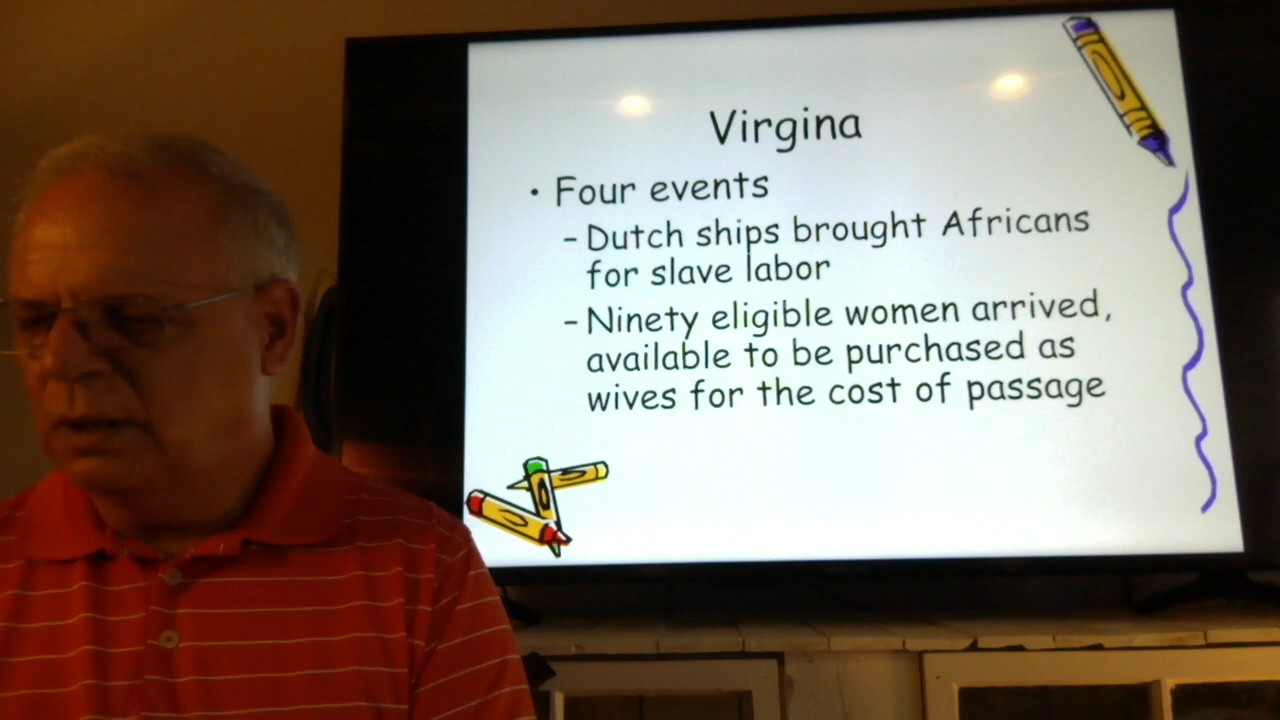 Virgina
• Four events
– Dutch ships brought Africans
for slave labor
– Ninety eligible women arrived,
available to be purchased as
wives for the cost of passage